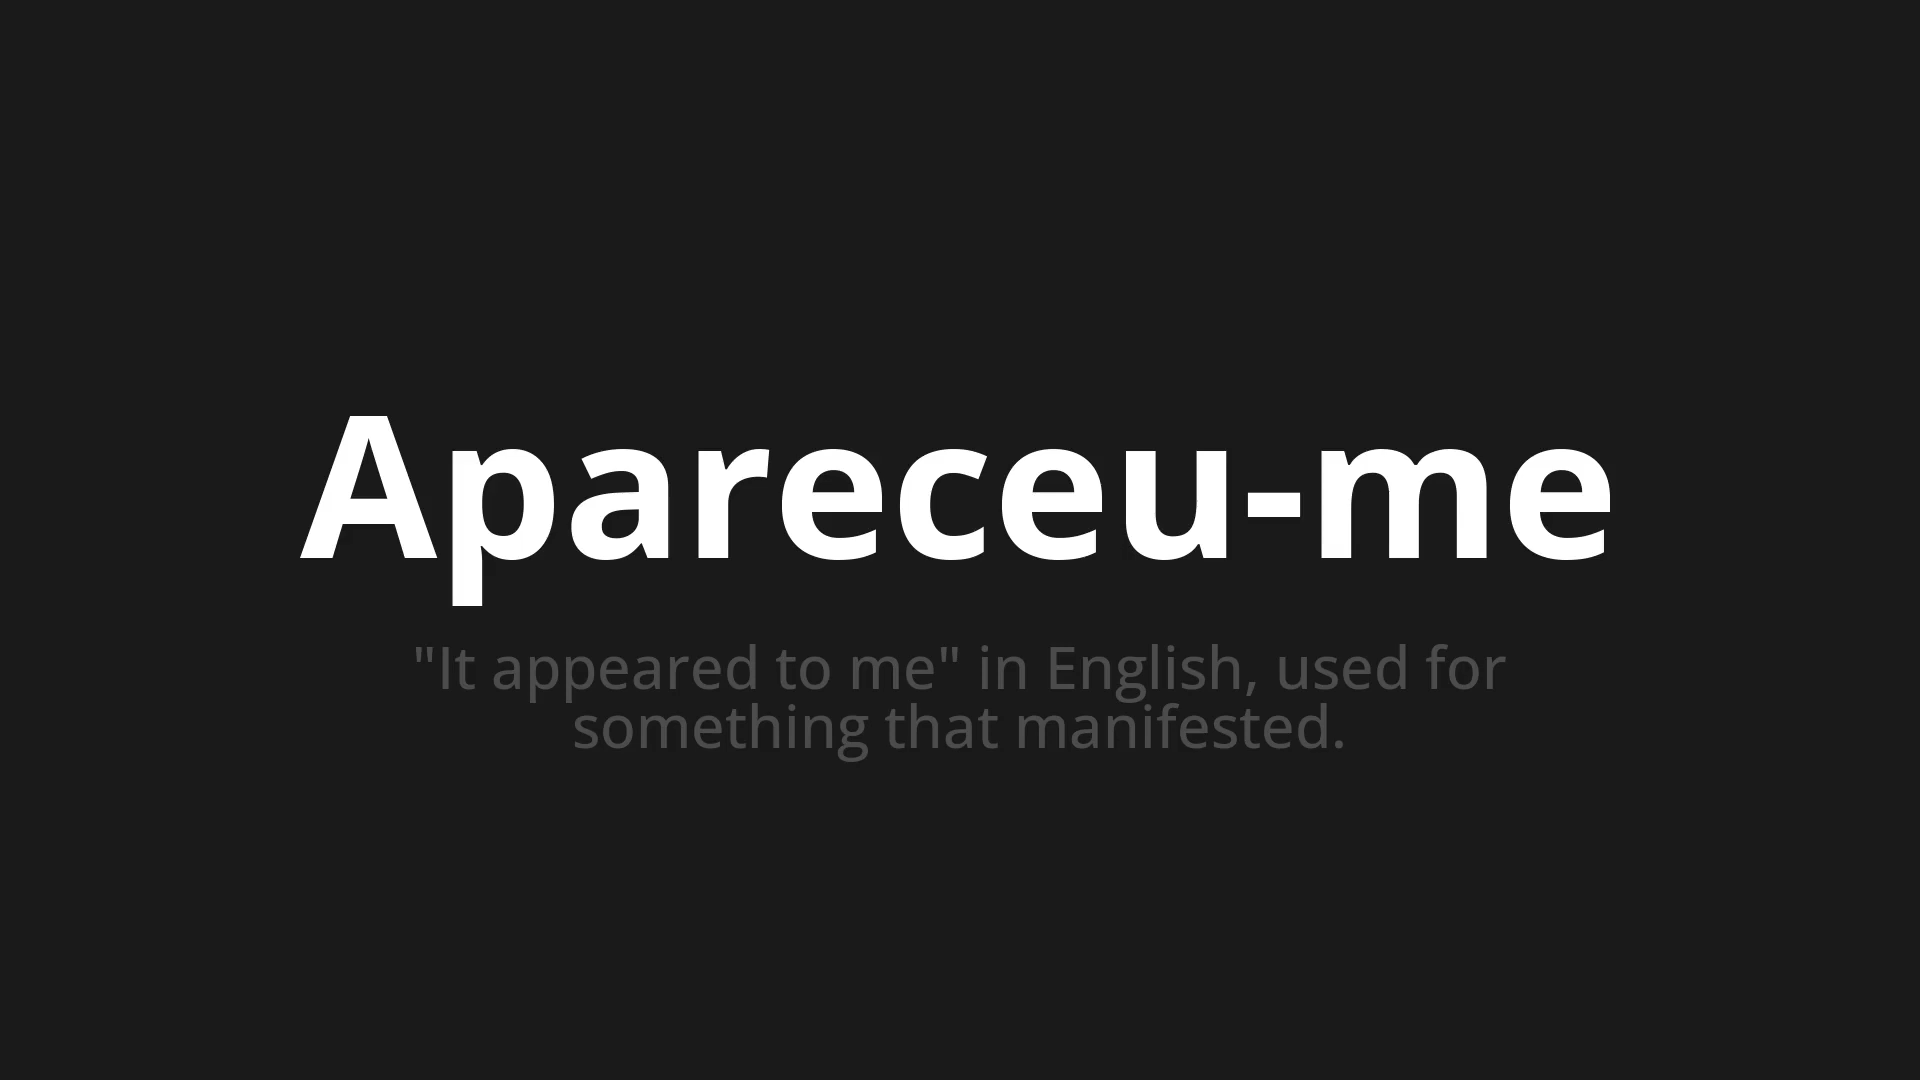 Apareceu-me
"It appeared to me" in English, used for
something that manifested.